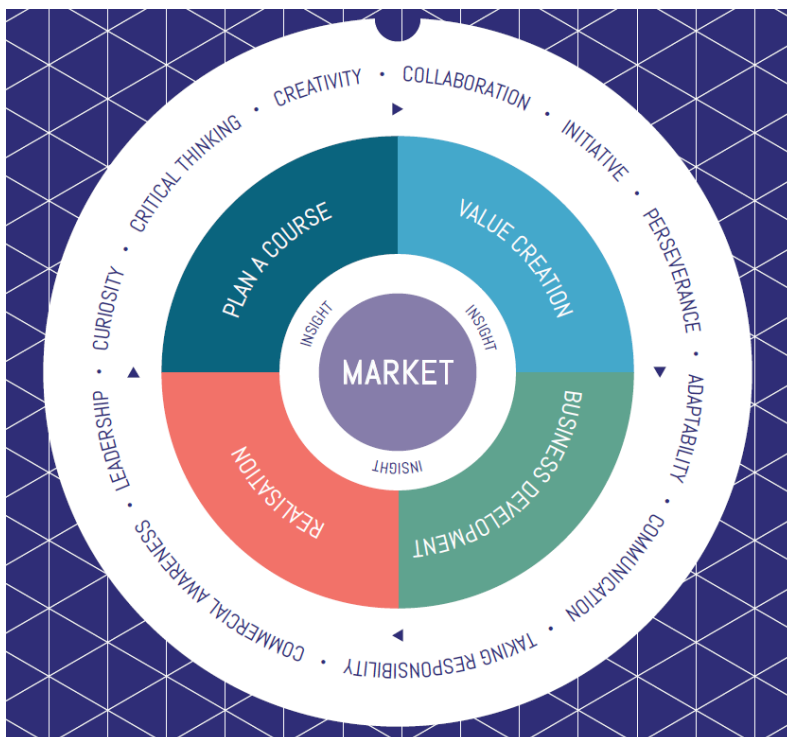 CREATIVITY • COLLABORATION • INITIATIVE • PERSEVERANCE • ADAPTABILITY • COMMUNICATION • TAKING RESPONSIBILITY • COMMERCIAL AWARENESS • LEADERSHIP • CURIOSITY • CRITICAL THINKING •
PLAN A COURSE
VALUE CREATION
BUSINESS DEVELOPMENT
REALISATION
INSIGHT
INSIGHT
INSIGHT
MARKET